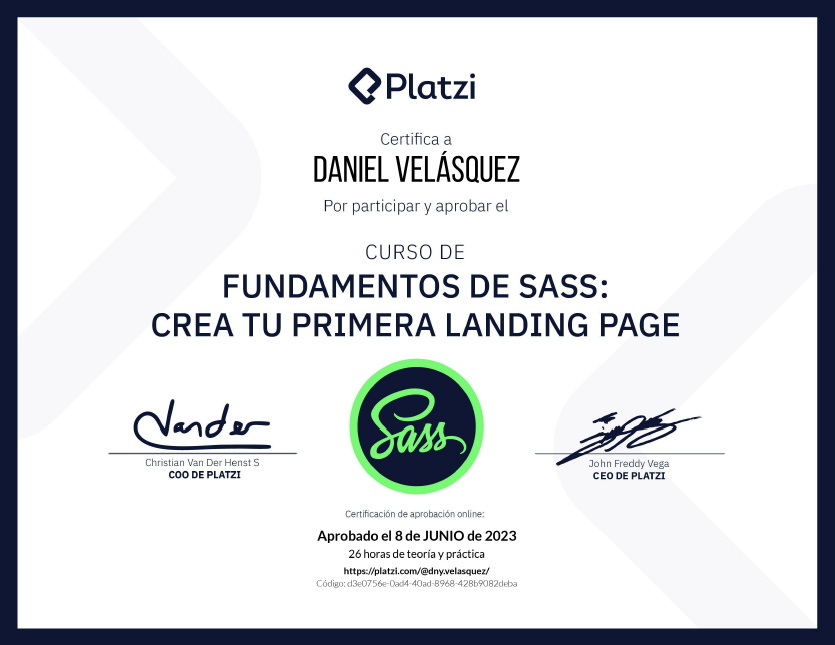 Platzi
Certifica a
DANIEL VELÁSQUEZ
Por participar y aprobar el
CURSO DE
FUNDAMENTOS DE SASS:
CREA TU PRIMERA LANDING PAGE
Vander
Sass
Christian Van Der Henst S
COO DE PLATZI
John Freddy Vega
CEO DE PLATZI
Certificación de aprobación online:
Aprobado el 8 de JUNIO de 2023
26 horas de teoría y práctica
https://platzi.com/@dny.velasquez/
Código: d3e0756e-0ad4-40ad-8968-428b9082deba